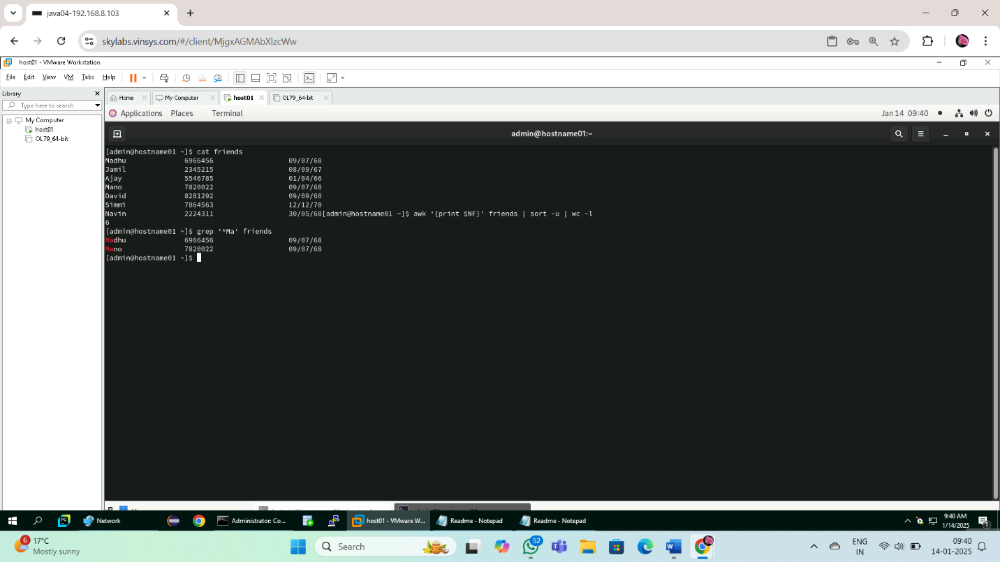 java04-192.168.8.103
skylabs.vinsys.com/#/client/MjgxAGMAbXlzcWw
host01 - VMware Workstation
File Edit View VM Tabs Help
Library
Type here to search
My Computer
host01
OL79_64-bit
Home My Computer host01 OL79_64-bit
Applications Places Terminal Jan 14 09:40
admin@hostname01:~
[admin@hostname01 ~]$ cat friends
Madhu 6966456 09/07/68
Jamil 2345215 08/09/67
Ajay 5546785 01/04/66
Mano 7820022 09/07/68
David 8281292 09/09/60
Simmi 7864563 12/12/70
Navin 2224311 30/05/68[admin@hostname01 ~]$ awk '{print $NF}' friends | sort -u | wc -l
6
[admin@hostname01 ~]$ grep '^Ma' friends
Madhu 6966456 09/07/68
Mano 7820022 09/07/68
[admin@hostname01 ~]$
Network Administrator: Co... host01 - VMware W... Readme - Notepad Readme - Notepad 9:40 AM
1/14/2025 1
6 17°C
Mostly sunny
Search
52
ENG
IN
09:40
14-01-2025